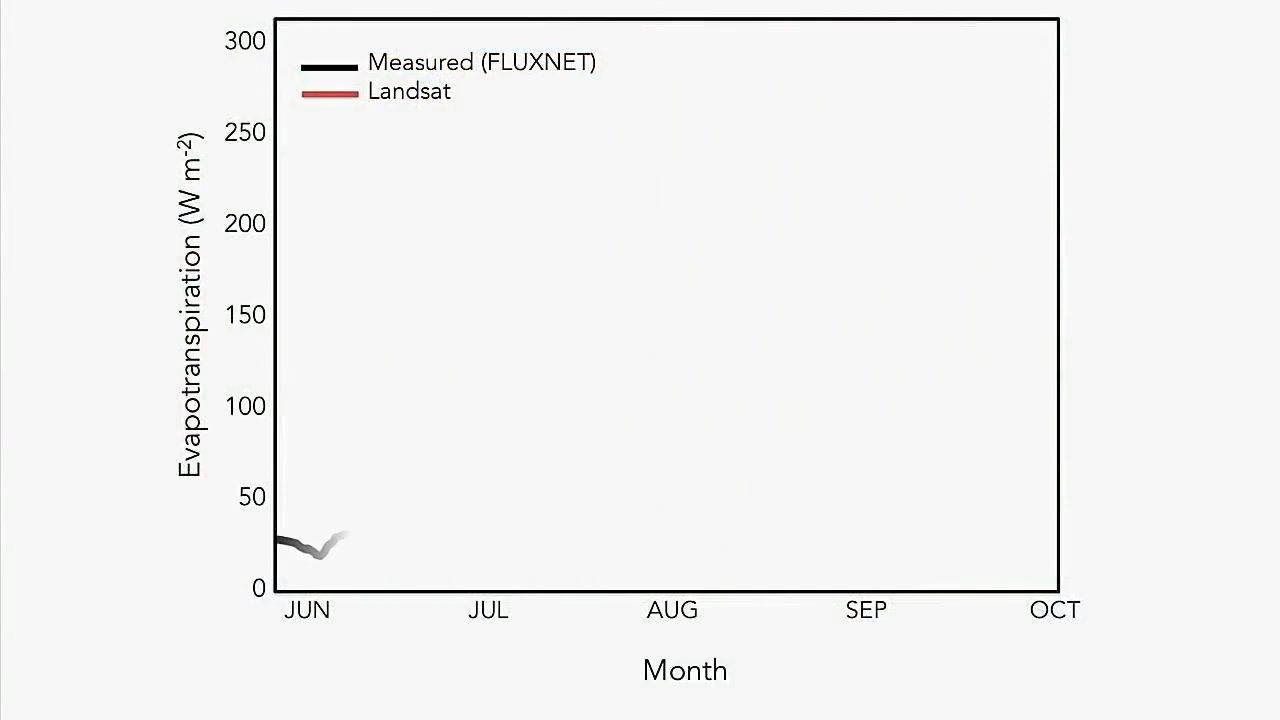 300
Measured (FLUXNET)
Landsat
250
200
150
100
50
0
Evapotranspiration (W m-2)
JUN JUL AUG SEP OCT
Month